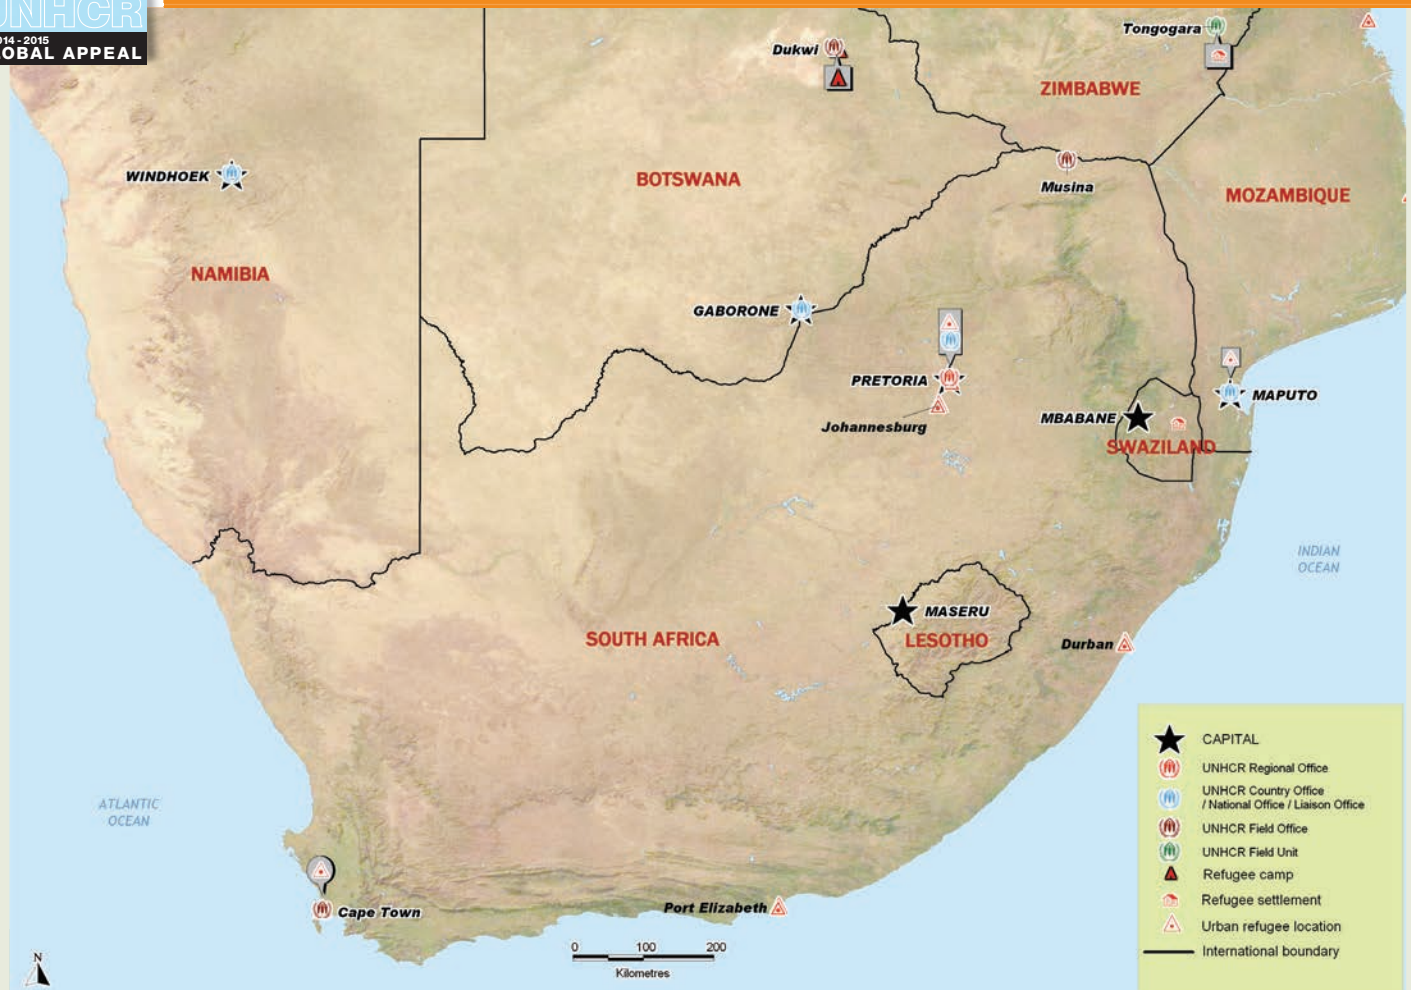 UNHCR
2014 - 2015
GLOBAL APPEAL
Tongogara
Dukwi
ZIMBABWE
WINDHOEK
BOTSWANA
Musina
MOZAMBIQUE
NAMIBIA
GABORONE
PRETORIA
MAPUTO
Johannesburg
MBABANE
SWAZILAND
INDIAN
OCEAN
MASERU
SOUTH AFRICA
LESOTHO
Durban
ATLANTIC
OCEAN
Cape Town
Port Elizabeth
N
0 100 200
Kilometres
CAPITAL
UNHCR Regional Office
UNHCR Country Office
/ National Office / Liaison Office
UNHCR Field Office
UNHCR Field Unit
Refugee camp
Refugee settlement
Urban refugee location
International boundary